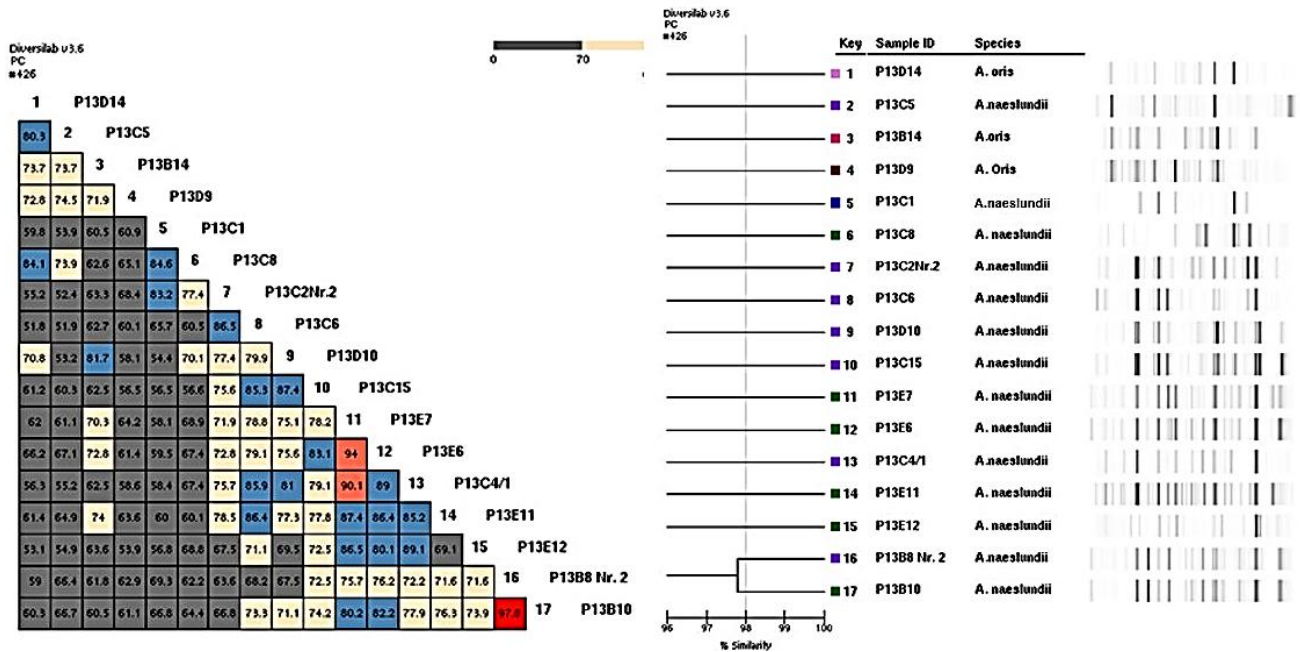 Diversilab v3.6
PC
#426
0 70
1 P13D14
80.3 2 P13C5
73.7 73.7 3 P13B14
72.8 74.5 71.9 4 P13D9
59.8 53.9 60.5 60.9 5 P13C1
84.1 73.9 62.6 65.1 84.6 6 P13C8
55.2 52.4 63.3 68.4 83.2 77.4 7 P13C2Nr.2
51.8 51.9 62.7 60.1 65.7 60.5 86.5 8 P13C6
70.8 53.2 81.7 58.1 54.4 70.1 77.4 79.9 9 P13D10
61.2 60.3 62.5 56.5 56.5 56.6 75.6 85.3 87.4 10 P13C15
62 61.1 70.3 64.2 58.1 68.9 71.9 78.8 75.1 78.2 11 P13E7
66.2 67.1 72.8 61.4 59.5 67.4 72.8 79.1 75.6 83.1 94 12 P13E6
56.3 55.2 62.5 58.6 58.4 67.4 75.7 85.9 81 79.1 90.1 89 13 P13C4/1
61.4 64.9 74 63.6 60 60.1 78.5 86.4 77.3 77.8 87.4 86.4 85.2 14 P13E11
53.1 54.9 63.6 53.9 56.8 68.8 67.5 71.1 69.5 72.5 86.5 80.1 89.1 69.1 15 P13E12
59 66.4 61.8 62.9 69.3 62.2 63.6 68.2 67.5 72.5 75.7 76.2 72.2 71.6 71.6 16 P13B8 Nr. 2
60.3 66.7 60.5 61.1 66.8 64.4 66.8 73.3 71.1 74.2 80.2 82.2 77.9 76.3 73.9 97.8 17 P13B10
Diversilab v3.6
PC
#426
Key Sample ID Species
1 P13D14 A. oris
2 P13C5 A.naeslundii
3 P13B14 A.oris
4 P13D9 A. Oris
5 P13C1 A.naeslundii
6 P13C8 A. naeslundii
7 P13C2Nr.2 A.naeslundii
8 P13C6 A.naeslundii
9 P13D10 A.naeslundii
10 P13C15 A.naeslundii
11 P13E7 A. naeslundii
12 P13E6 A. naeslundii
13 P13C4/1 A.naeslundii
14 P13E11 A. naeslundii
15 P13E12 A. naeslundii
16 P13B8 Nr. 2 A.naeslundii
17 P13B10 A. naeslundii
96 97 98 99 100
% Similarity